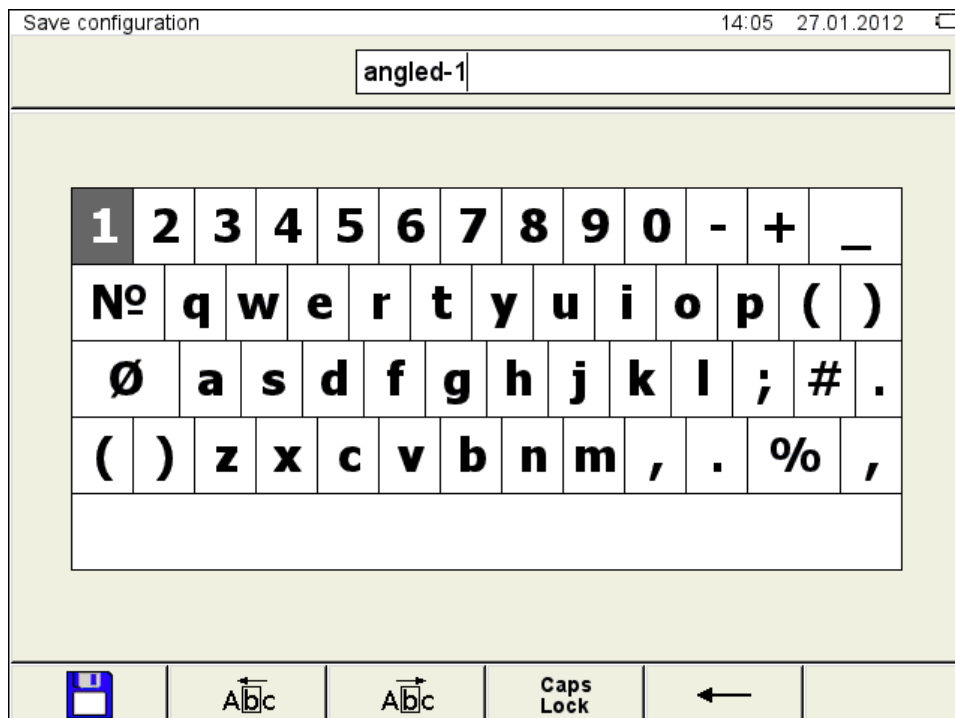 Save configuration 14:05 27.01.2012
angled-1
1 2 3 4 5 6 7 8 9 0 - + _
№ q w e r t y u i o p ( )
Ø a s d f g h j k l ; # .
( ) z x c v b n m , . % ,
Abc Abc Caps Lock